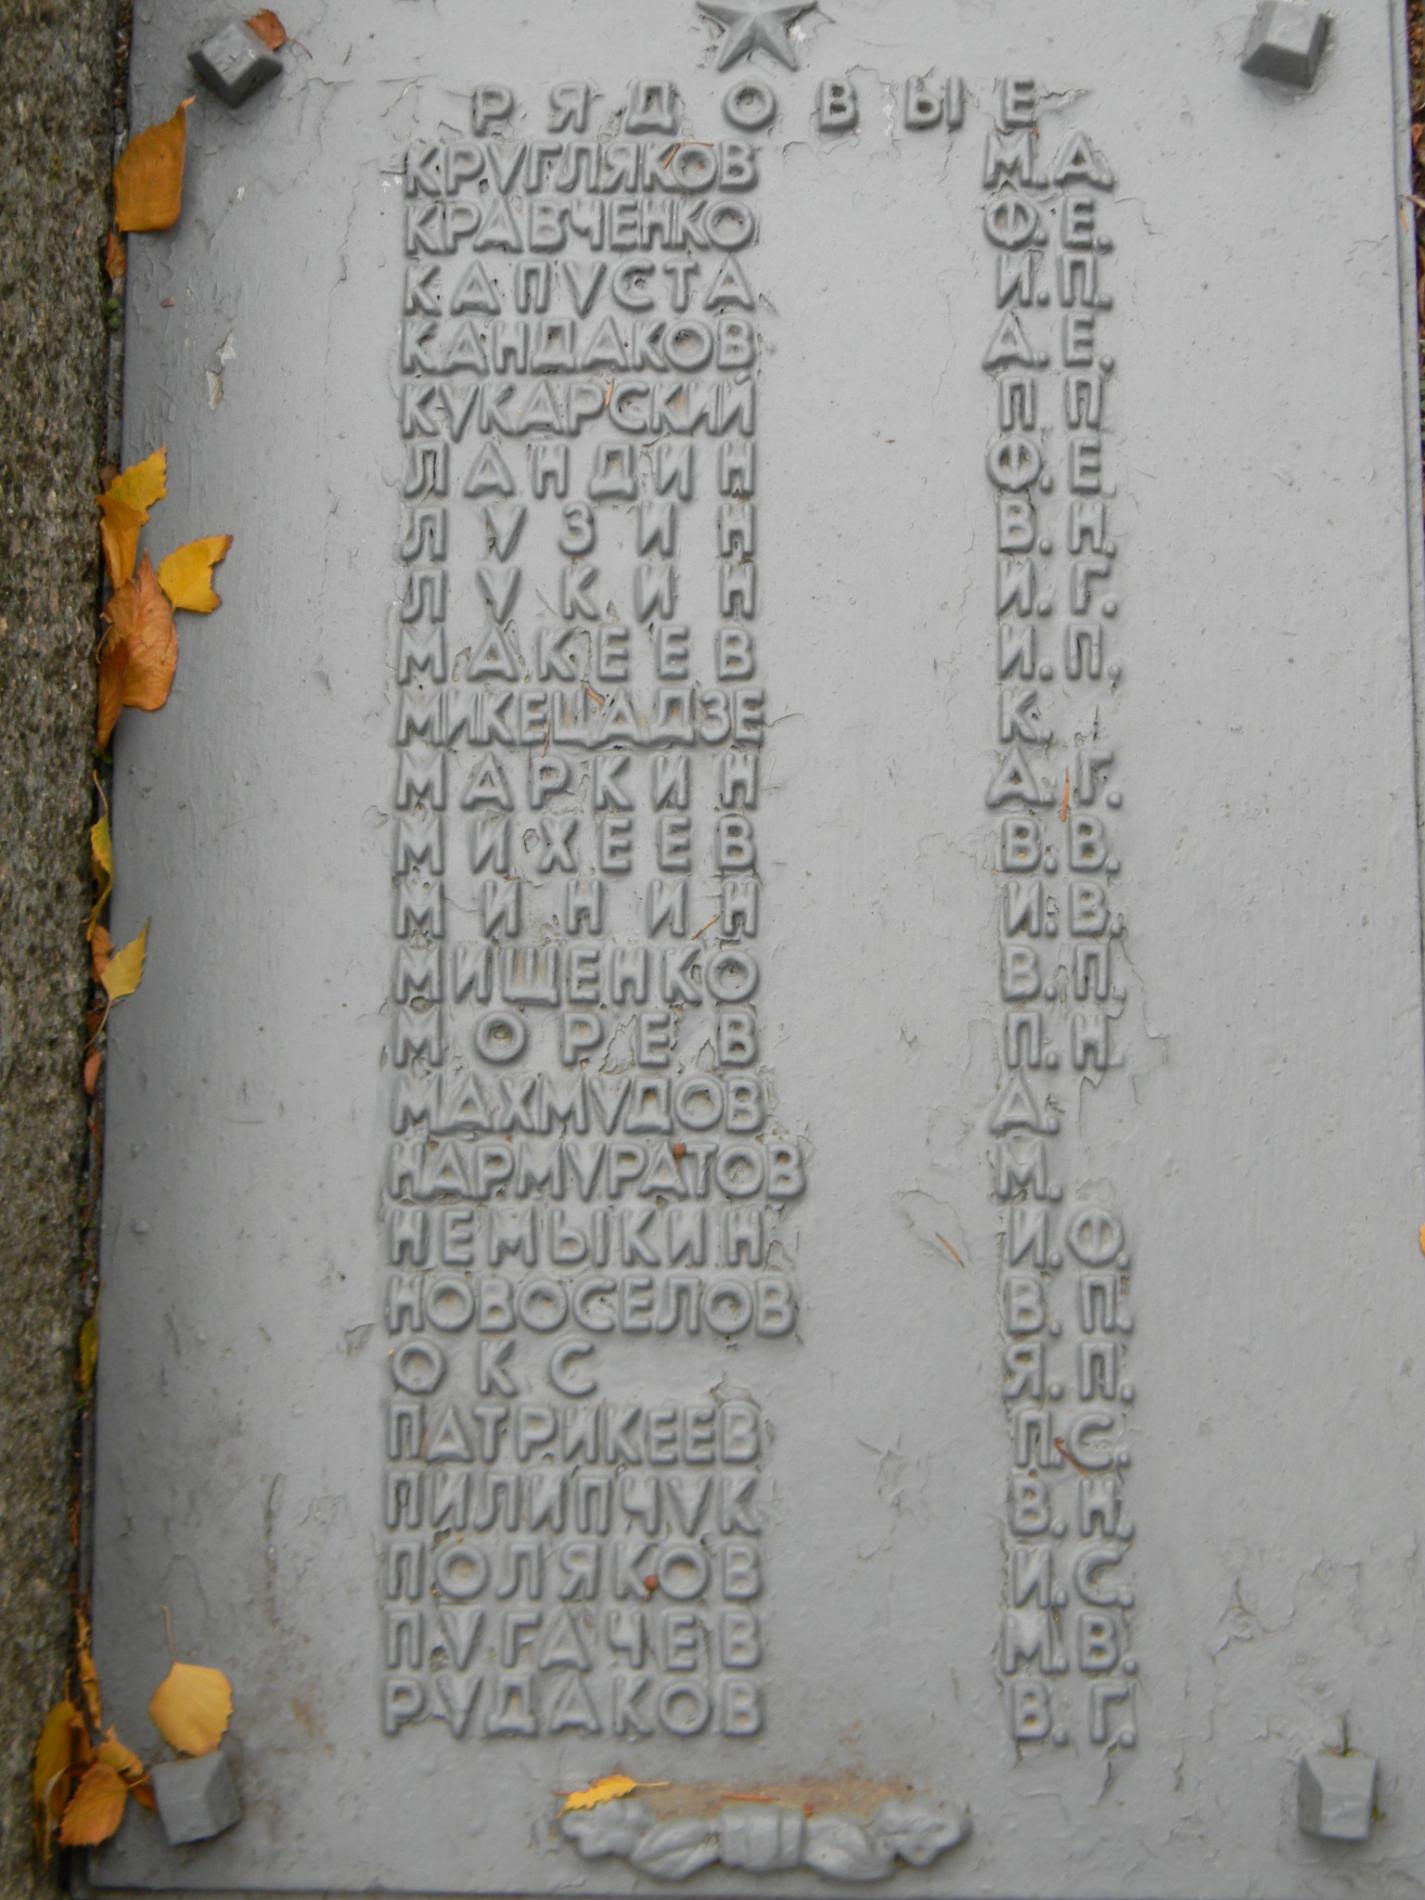 РЯДОВЫЕ
КРУГЛЯКОВ М. А.
КРАВЧЕНКО Ф. Е.
КАПУСТА И. П.
КАНДАКОВ А. Е.
КУКАРСКИЙ П П
ЛАНДИН Ф. Е.
ЛУЗИН В. Н.
ЛУКИН И. Г.
МАКЕЕВ И. П.
МИКЕЦАДЗЕ К.
МАРКИН А. Г.
МИХЕЕВ В. В.
МИНИН И. В.
МИЩЕНКО В. П.
МОРЕВ П. Н.
МАХМУДОВ А.
НАРМУРАТОВ М.
НЕМЫКИН И. Ф.
НОВОСЕЛОВ В. П.
ОКС Я. П.
ПАТРИКЕЕВ П. С.
ПИЛИПЧУК В. Н.
ПОЛЯКОВ И. С.
ПУГАЧЕВ М. В.
РУДАКОВ В. Г.